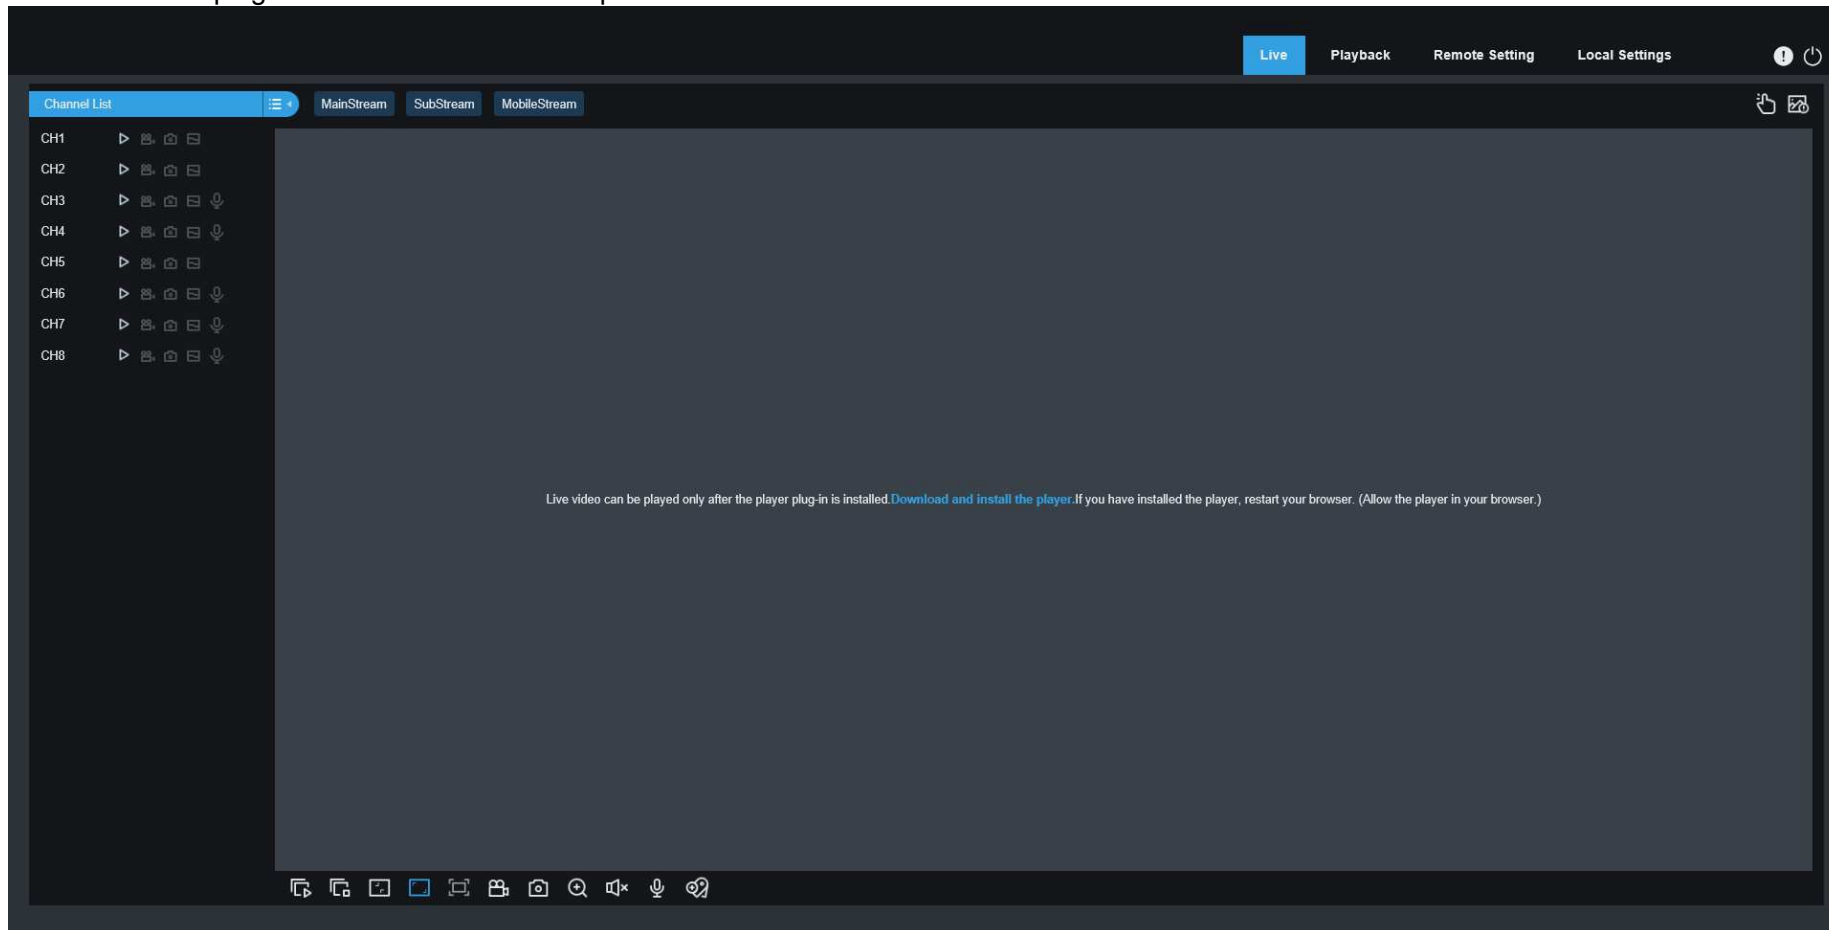 Live Playback Remote Setting Local Settings
Channel List MainStream SubStream MobileStream
CH1
CH2
CH3
CH4
CH5
CH6
CH7
CH8
Live video can be played only after the player plug-in is installed.Download and install the player.If you have installed the player, restart your browser. (Allow the player in your browser.)